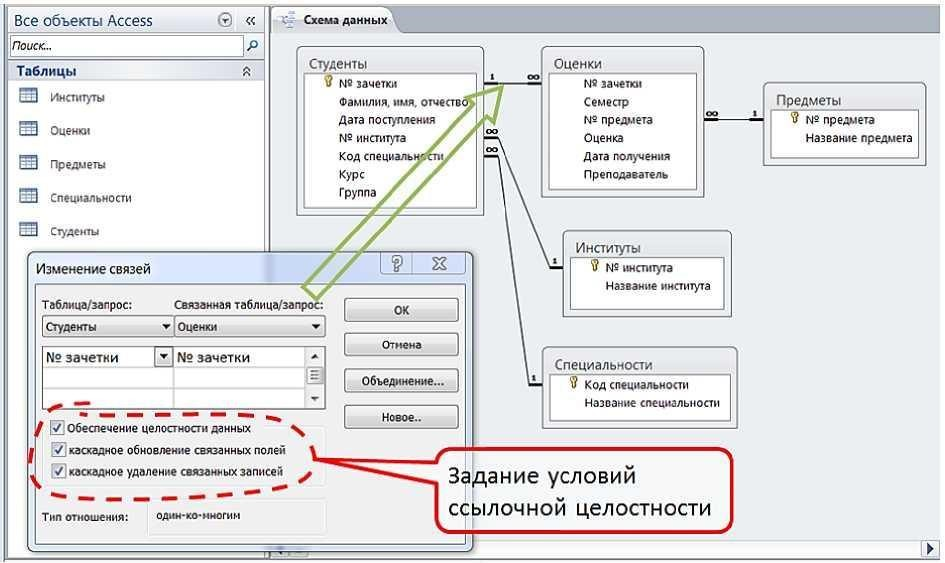 Все объекты Access
Поиск...
Таблицы
Институты
Оценки
Предметы
Специальности
Студенты
Схема данных
Студенты
№ зачетки
Фамилия, имя, отчество
Дата поступления
№ института
Код специальности
Курс
Группа
1
∞
∞
∞
Оценки
№ зачетки
Семестр
№ предмета
Оценка
Дата получения
Преподаватель
∞
1
Предметы
№ предмета
Название предмета
1
Институты
№ института
Название института
1
Специальности
Код специальности
Название специальности
Изменение связей
Таблица/запрос:
Связанная таблица/запрос:
Студенты
Оценки
№ зачетки
№ зачетки
ОК
Отмена
Объединение...
Новое..
Обеспечение целостности данных
каскадное обновление связанных полей
каскадное удаление связанных записей
Тип отношения:
один-ко-многим
Задание условий
ссылочной целостности